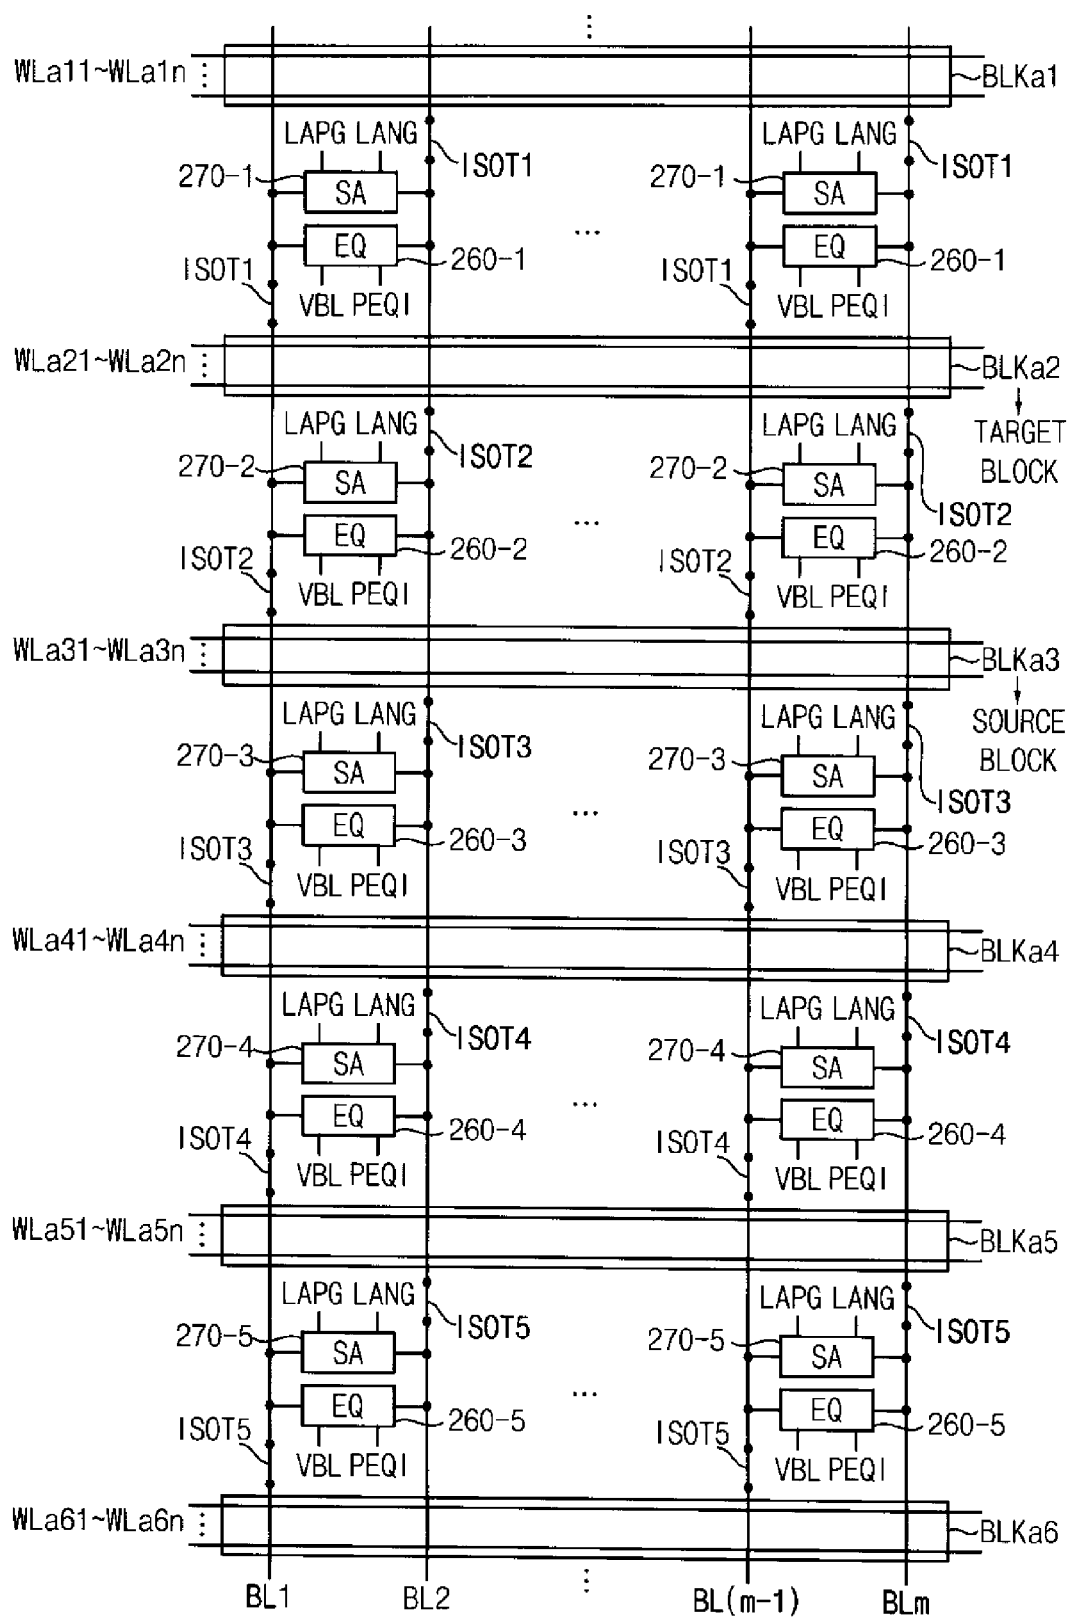 WLa11~WLa1n BLKa1
LAPG LANG LAPG LANG
ISOT1 ISOT1
270-1 SA 270-1 SA
EQ 260-1 EQ 260-1
ISOT1 ISOT1
VBL PEQI VBL PEQI
WLa21~WLa2n BLKa2
TARGET
BLOCK
LAPG LANG LAPG LANG
ISOT2 ISOT2
270-2 SA 270-2 SA
EQ 260-2 EQ 260-2
ISOT2 ISOT2
VBL PEQI VBL PEQI
WLa31~WLa3n BLKa3
SOURCE
BLOCK
LAPG LANG LAPG LANG
ISOT3 ISOT3
270-3 SA 270-3 SA
EQ 260-3 EQ 260-3
ISOT3 ISOT3
VBL PEQI VBL PEQI
WLa41~WLa4n BLKa4
LAPG LANG LAPG LANG
ISOT4 ISOT4
270-4 SA 270-4 SA
EQ 260-4 EQ 260-4
ISOT4 ISOT4
VBL PEQI VBL PEQI
WLa51~WLa5n BLKa5
LAPG LANG LAPG LANG
ISOT5 ISOT5
270-5 SA 270-5 SA
EQ 260-5 EQ 260-5
ISOT5 ISOT5
VBL PEQI VBL PEQI
WLa61~WLa6n BLKa6
BL1 BL2 BL(m-1) BLm